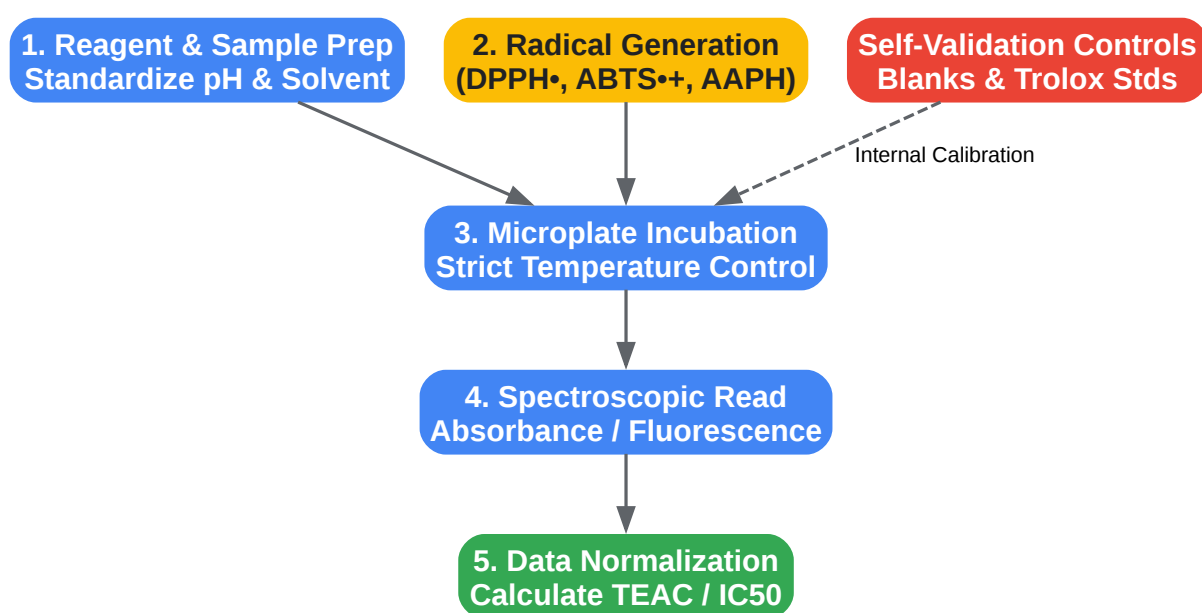 1. Reagent & Sample Prep
Standardize pH & Solvent
2. Radical Generation
(DPPH•, ABTS•+, AAPH)
Self-Validation Controls
Blanks & Trolox Stds
Internal Calibration
3. Microplate Incubation
Strict Temperature Control
4. Spectroscopic Read
Absorbance / Fluorescence
5. Data Normalization
Calculate TEAC / IC50